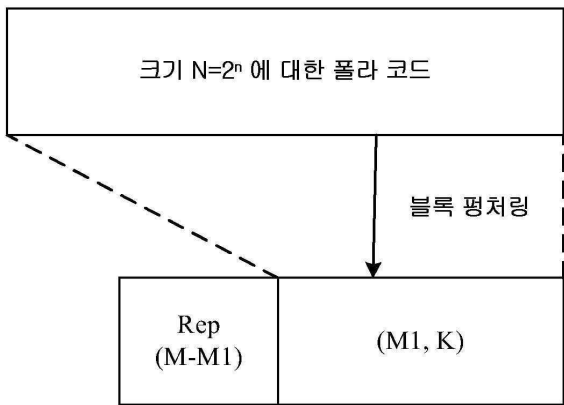 크기 N=2ⁿ 에 대한 폴라 코드
블록 펑처링
Rep
(M-M1)
(M1, K)